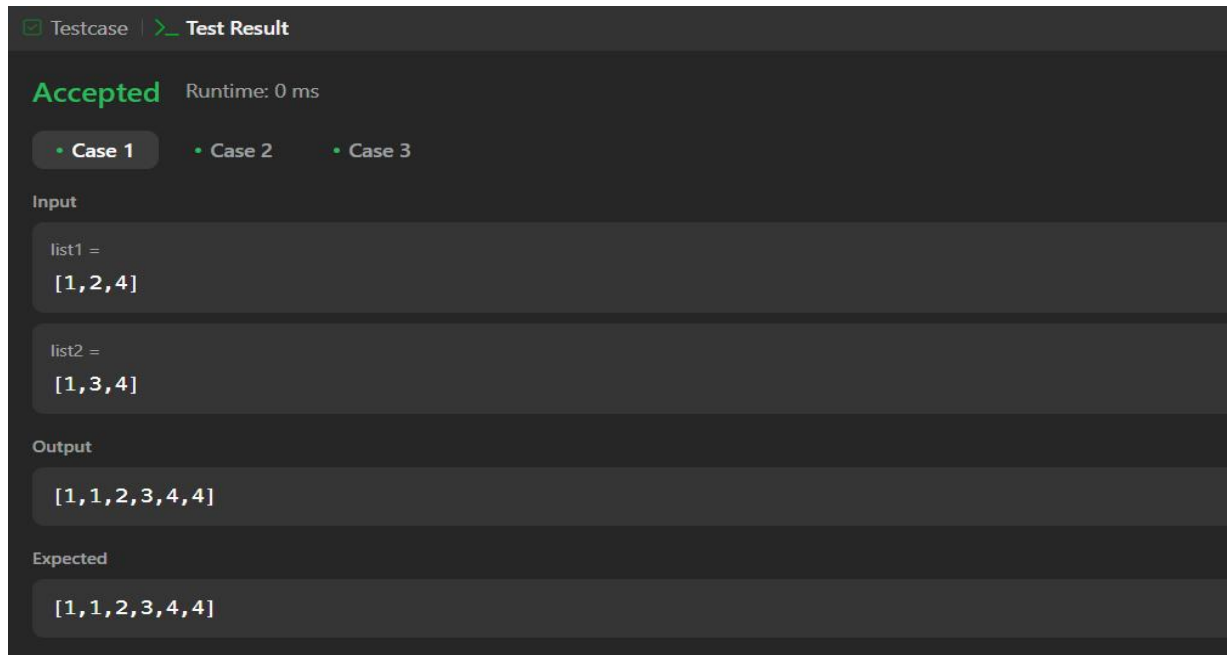 Testcase | >_ Test Result
Accepted Runtime: 0 ms
• Case 1 • Case 2 • Case 3
Input
list1 =
[1,2,4]
list2 =
[1,3,4]
Output
[1,1,2,3,4,4]
Expected
[1,1,2,3,4,4]